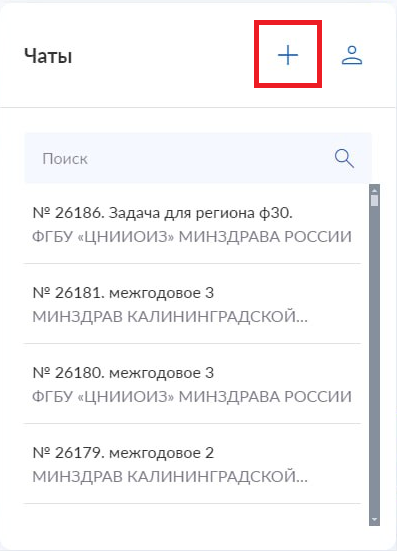 Чаты
Поиск
№ 26186. Задача для региона ф30.
ФГБУ «ЦНИИОИЗ» МИНЗДРАВА РОССИИ
№ 26181. межгодовое 3
МИНЗДРАВ КАЛИНИНГРАДСКОЙ...
№ 26180. межгодовое 3
ФГБУ «ЦНИИОИЗ» МИНЗДРАВА РОССИИ
№ 26179. межгодовое 2
МИНЗДРАВ КАЛИНИНГРАДСКОЙ...